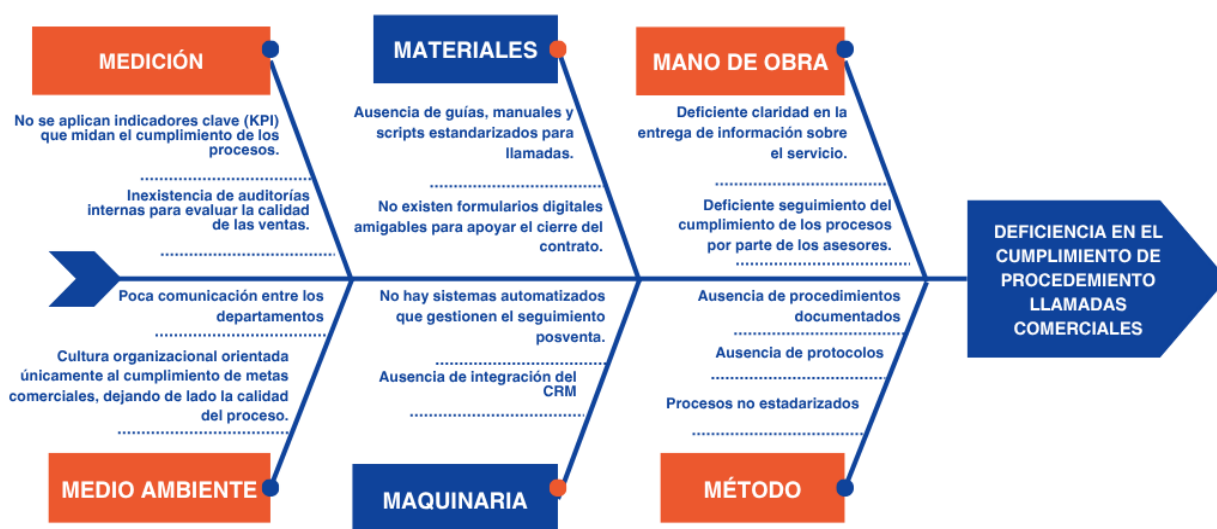 MEDICIÓN
No se aplican indicadores clave (KPI)
que midan el cumplimiento de los
procesos.
Inexistencia de auditorías
internas para evaluar la calidad
de las ventas.
MATERIALES
Ausencia de guías, manuales y
scripts estandarizados para
llamadas.
No existen formularios digitales
amigables para apoyar el cierre del
contrato.
MANO DE OBRA
Deficiente claridad en la
entrega de información sobre
el servicio.
Deficiente seguimiento del
cumplimiento de los procesos
por parte de los asesores.
DEFICIENCIA EN EL
CUMPLIMIENTO DE
PROCEDEMIENTO
LLAMADAS
COMERCIALES
Poca comunicación entre los
departamentos
Cultura organizacional orientada
únicamente al cumplimiento de metas
comerciales, dejando de lado la calidad
del proceso.
MEDIO AMBIENTE
No hay sistemas automatizados
que gestionen el seguimiento
posventa.
Ausencia de integración del
CRM
MAQUINARIA
Ausencia de procedimientos
documentados
Ausencia de protocolos
Procesos no estadarizados
MÉTODO